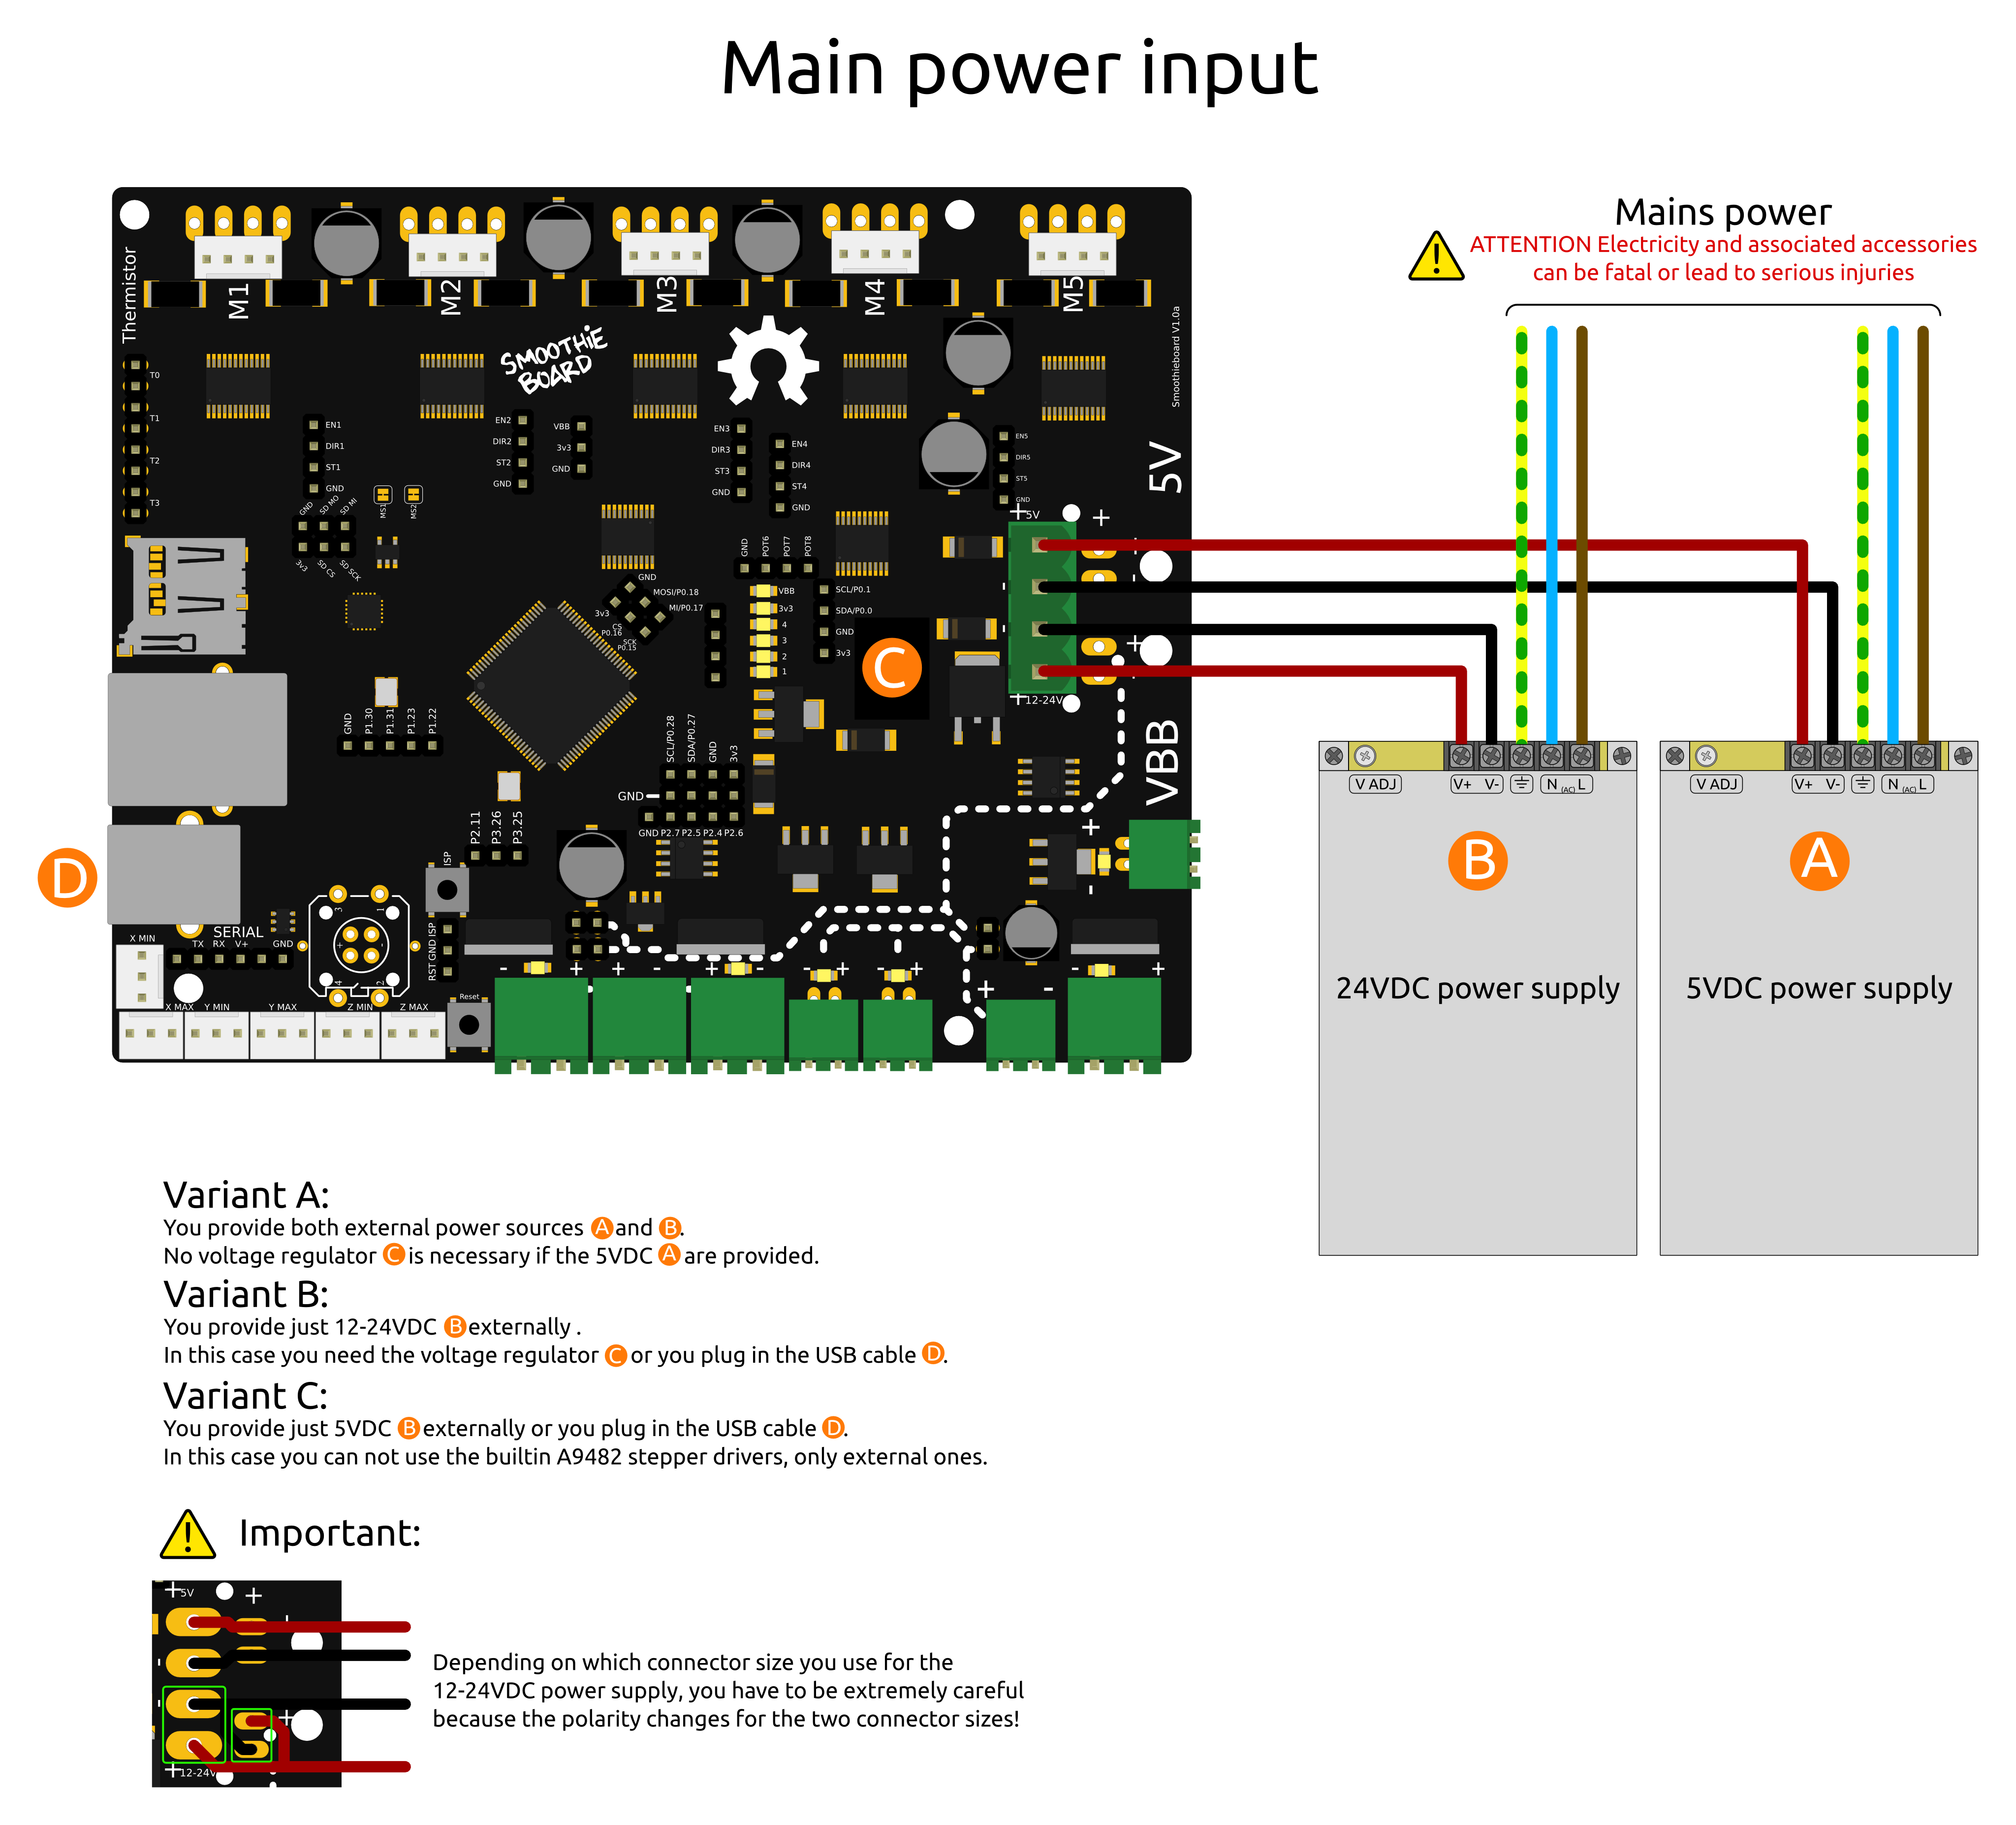 Main power input
Mains power
ATTENTION Electricity and associated accessories
can be fatal or lead to serious injuries
Thermistor
M1
M2
M3
M4
M5
SMOOTHiE
BOARD
Smoothieboard V1.0a
T0
T1
T2
T3
EN1
DIR1
ST1
GND
EN2
DIR2
ST2
GND
VBB
3v3
GND
EN3
DIR3
ST3
GND
EN4
DIR4
ST4
GND
EN5
DIR5
ST5
GND
5V
MS1
MS2
GND
SD MO
SD MI
3v3
SD CS
SD SCK
GND
POT6
POT7
POT8
+
5V
+
-
-
+
+
12-24V
GND
MOSI/P0.18
MI/P0.17
3v3
CS
P0.16
SCK
P0.15
VBB
3v3
4
3
2
1
SCL/P0.1
SDA/P0.0
GND
3v3
C
GND
P1.30
P1.31
P1.23
P1.22
SCL/P0.28
SDA/P0.27
GND
3v3
VBB
GND
GND P2.7 P2.5 P2.4 P2.6
P2.11
P3.26
P3.25
ISP
+
-
D
SERIAL
TX RX V+ GND
X MIN
3
1
+
-
4
2
ISP
GND
RST
Reset
X MAX Y MIN Y MAX Z MIN Z MAX
- + + - + - - + - + + - - +
V ADJ V+ V- N (AC) L
B
24VDC power supply
V ADJ V+ V- N (AC) L
A
5VDC power supply
Variant A:
You provide both external power sources A and B.
No voltage regulator C is necessary if the 5VDC A are provided.
Variant B:
You provide just 12-24VDC B externally .
In this case you need the voltage regulator C or you plug in the USB cable D.
Variant C:
You provide just 5VDC B externally or you plug in the USB cable D.
In this case you can not use the builtin A9482 stepper drivers, only external ones.
Important:
+
5V
+
-
-
+
+
12-24V
Depending on which connector size you use for the
12-24VDC power supply, you have to be extremely careful
because the polarity changes for the two connector sizes!